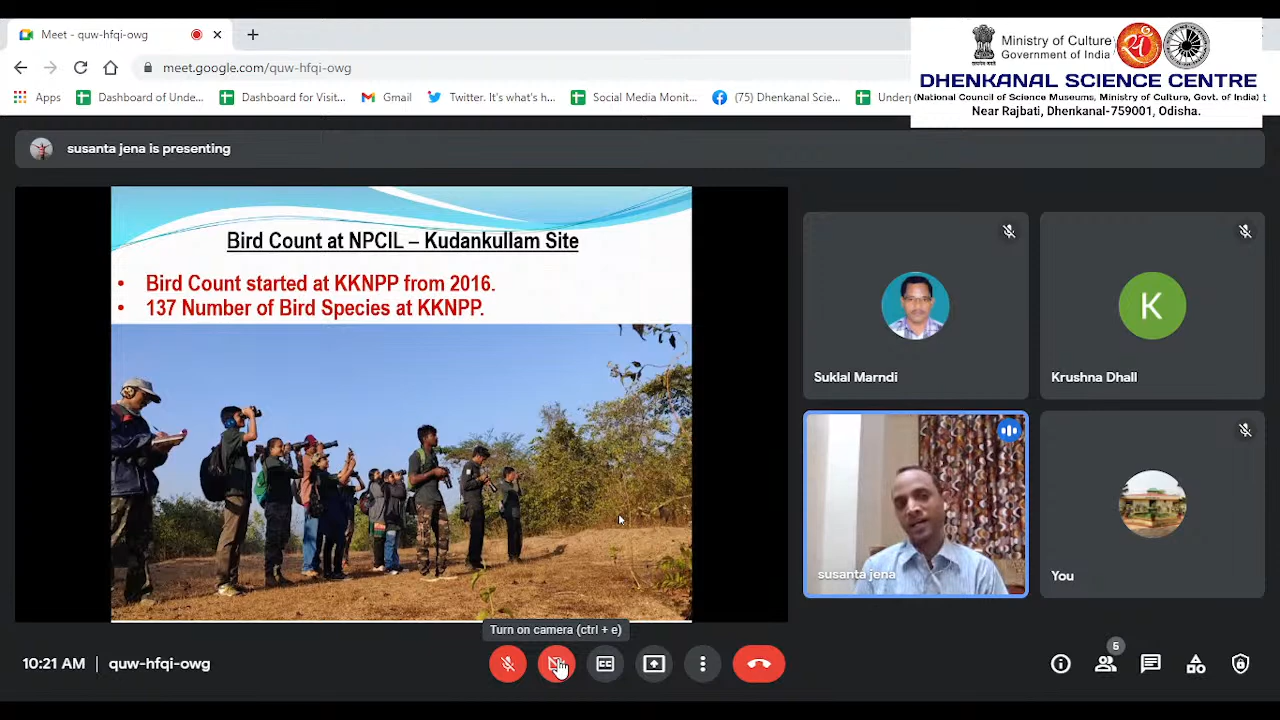 Meet - quw-hfqi-owg
meet.google.com/quw-hfqi-owg
Apps
Dashboard of Unde...
Dashboard for Visit...
Gmail
Twitter. It's what's h...
Social Media Monit...
(75) Dhenkanal Scie...
Ministry of Culture
Government of India
DHENKANAL SCIENCE CENTRE
(National Council of Science Museums, Ministry of Culture, Govt. of India)
Near Rajbati, Dhenkanal-759001, Odisha.
susanta jena is presenting
Bird Count at NPCIL – Kudankullam Site
• Bird Count started at KKNPP from 2016.
• 137 Number of Bird Species at KKNPP.
Suklal Marndi
K
Krushna Dhall
susanta jena
You
Turn on camera (ctrl + e)
10:21 AM | quw-hfqi-owg
CC
5